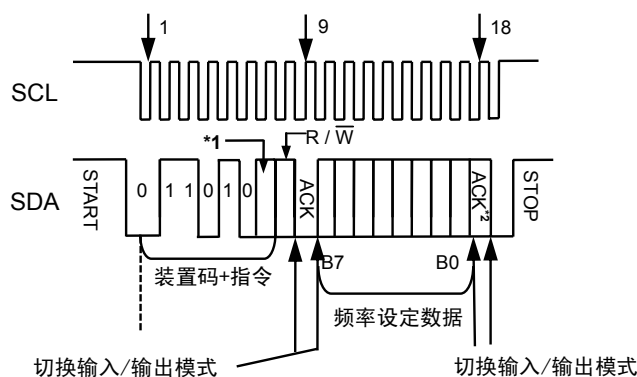 1 9 18
SCL
*1 R / W
SDA START 0 1 1 0 1 0 ACK ACK*2 STOP
B7 B0
装置码+指令
频率设定数据
切换输入/输出模式 切换输入/输出模式